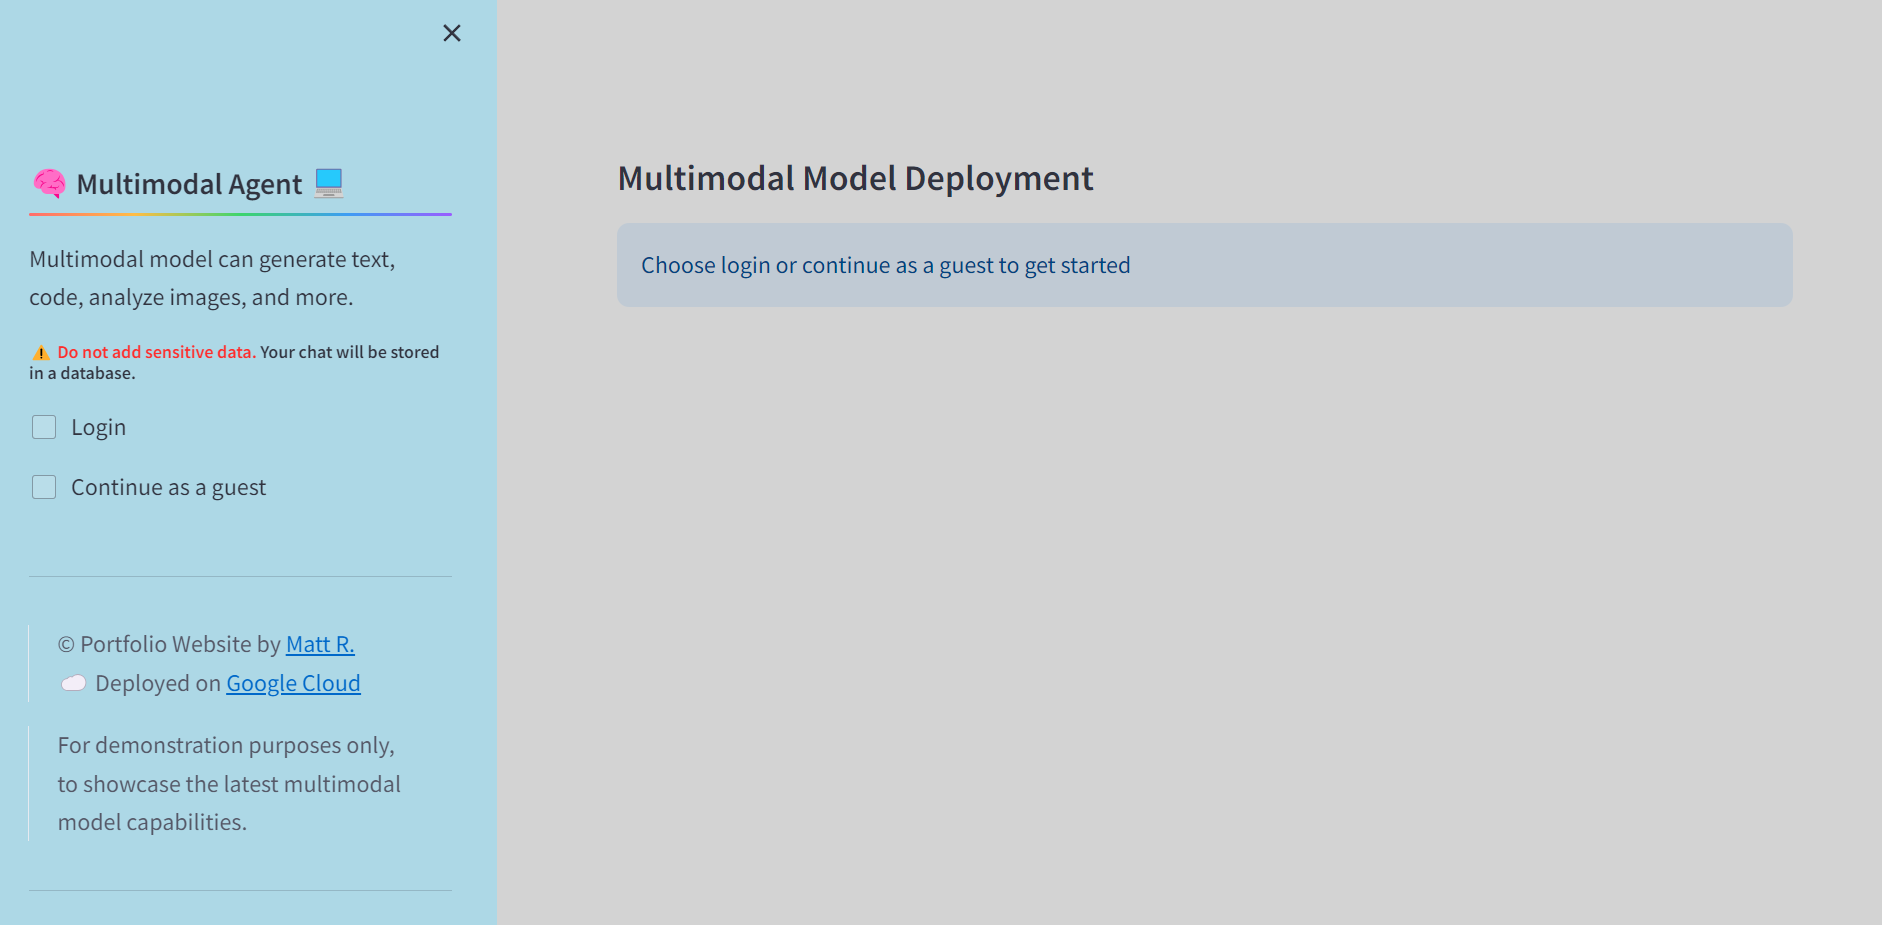 🧠 Multimodal Agent 💻
Multimodal model can generate text,
code, analyze images, and more.
⚠️ Do not add sensitive data. Your chat will be stored
in a database.
Login
Continue as a guest
© Portfolio Website by Matt R.
☁️ Deployed on Google Cloud
For demonstration purposes only,
to showcase the latest multimodal
model capabilities.
Multimodal Model Deployment
Choose login or continue as a guest to get started